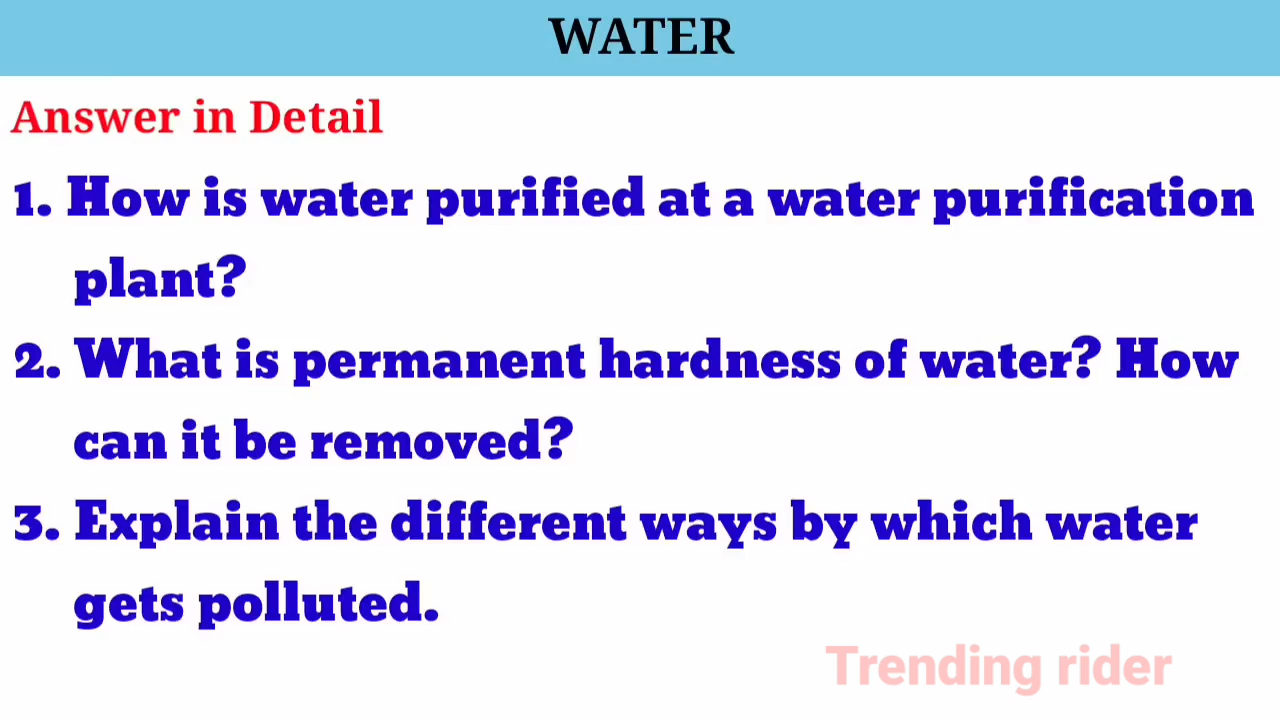 WATER
Answer in Detail
1. How is water purified at a water purification
plant?
2. What is permanent hardness of water? How
can it be removed?
3. Explain the different ways by which water
gets polluted.
Trending rider